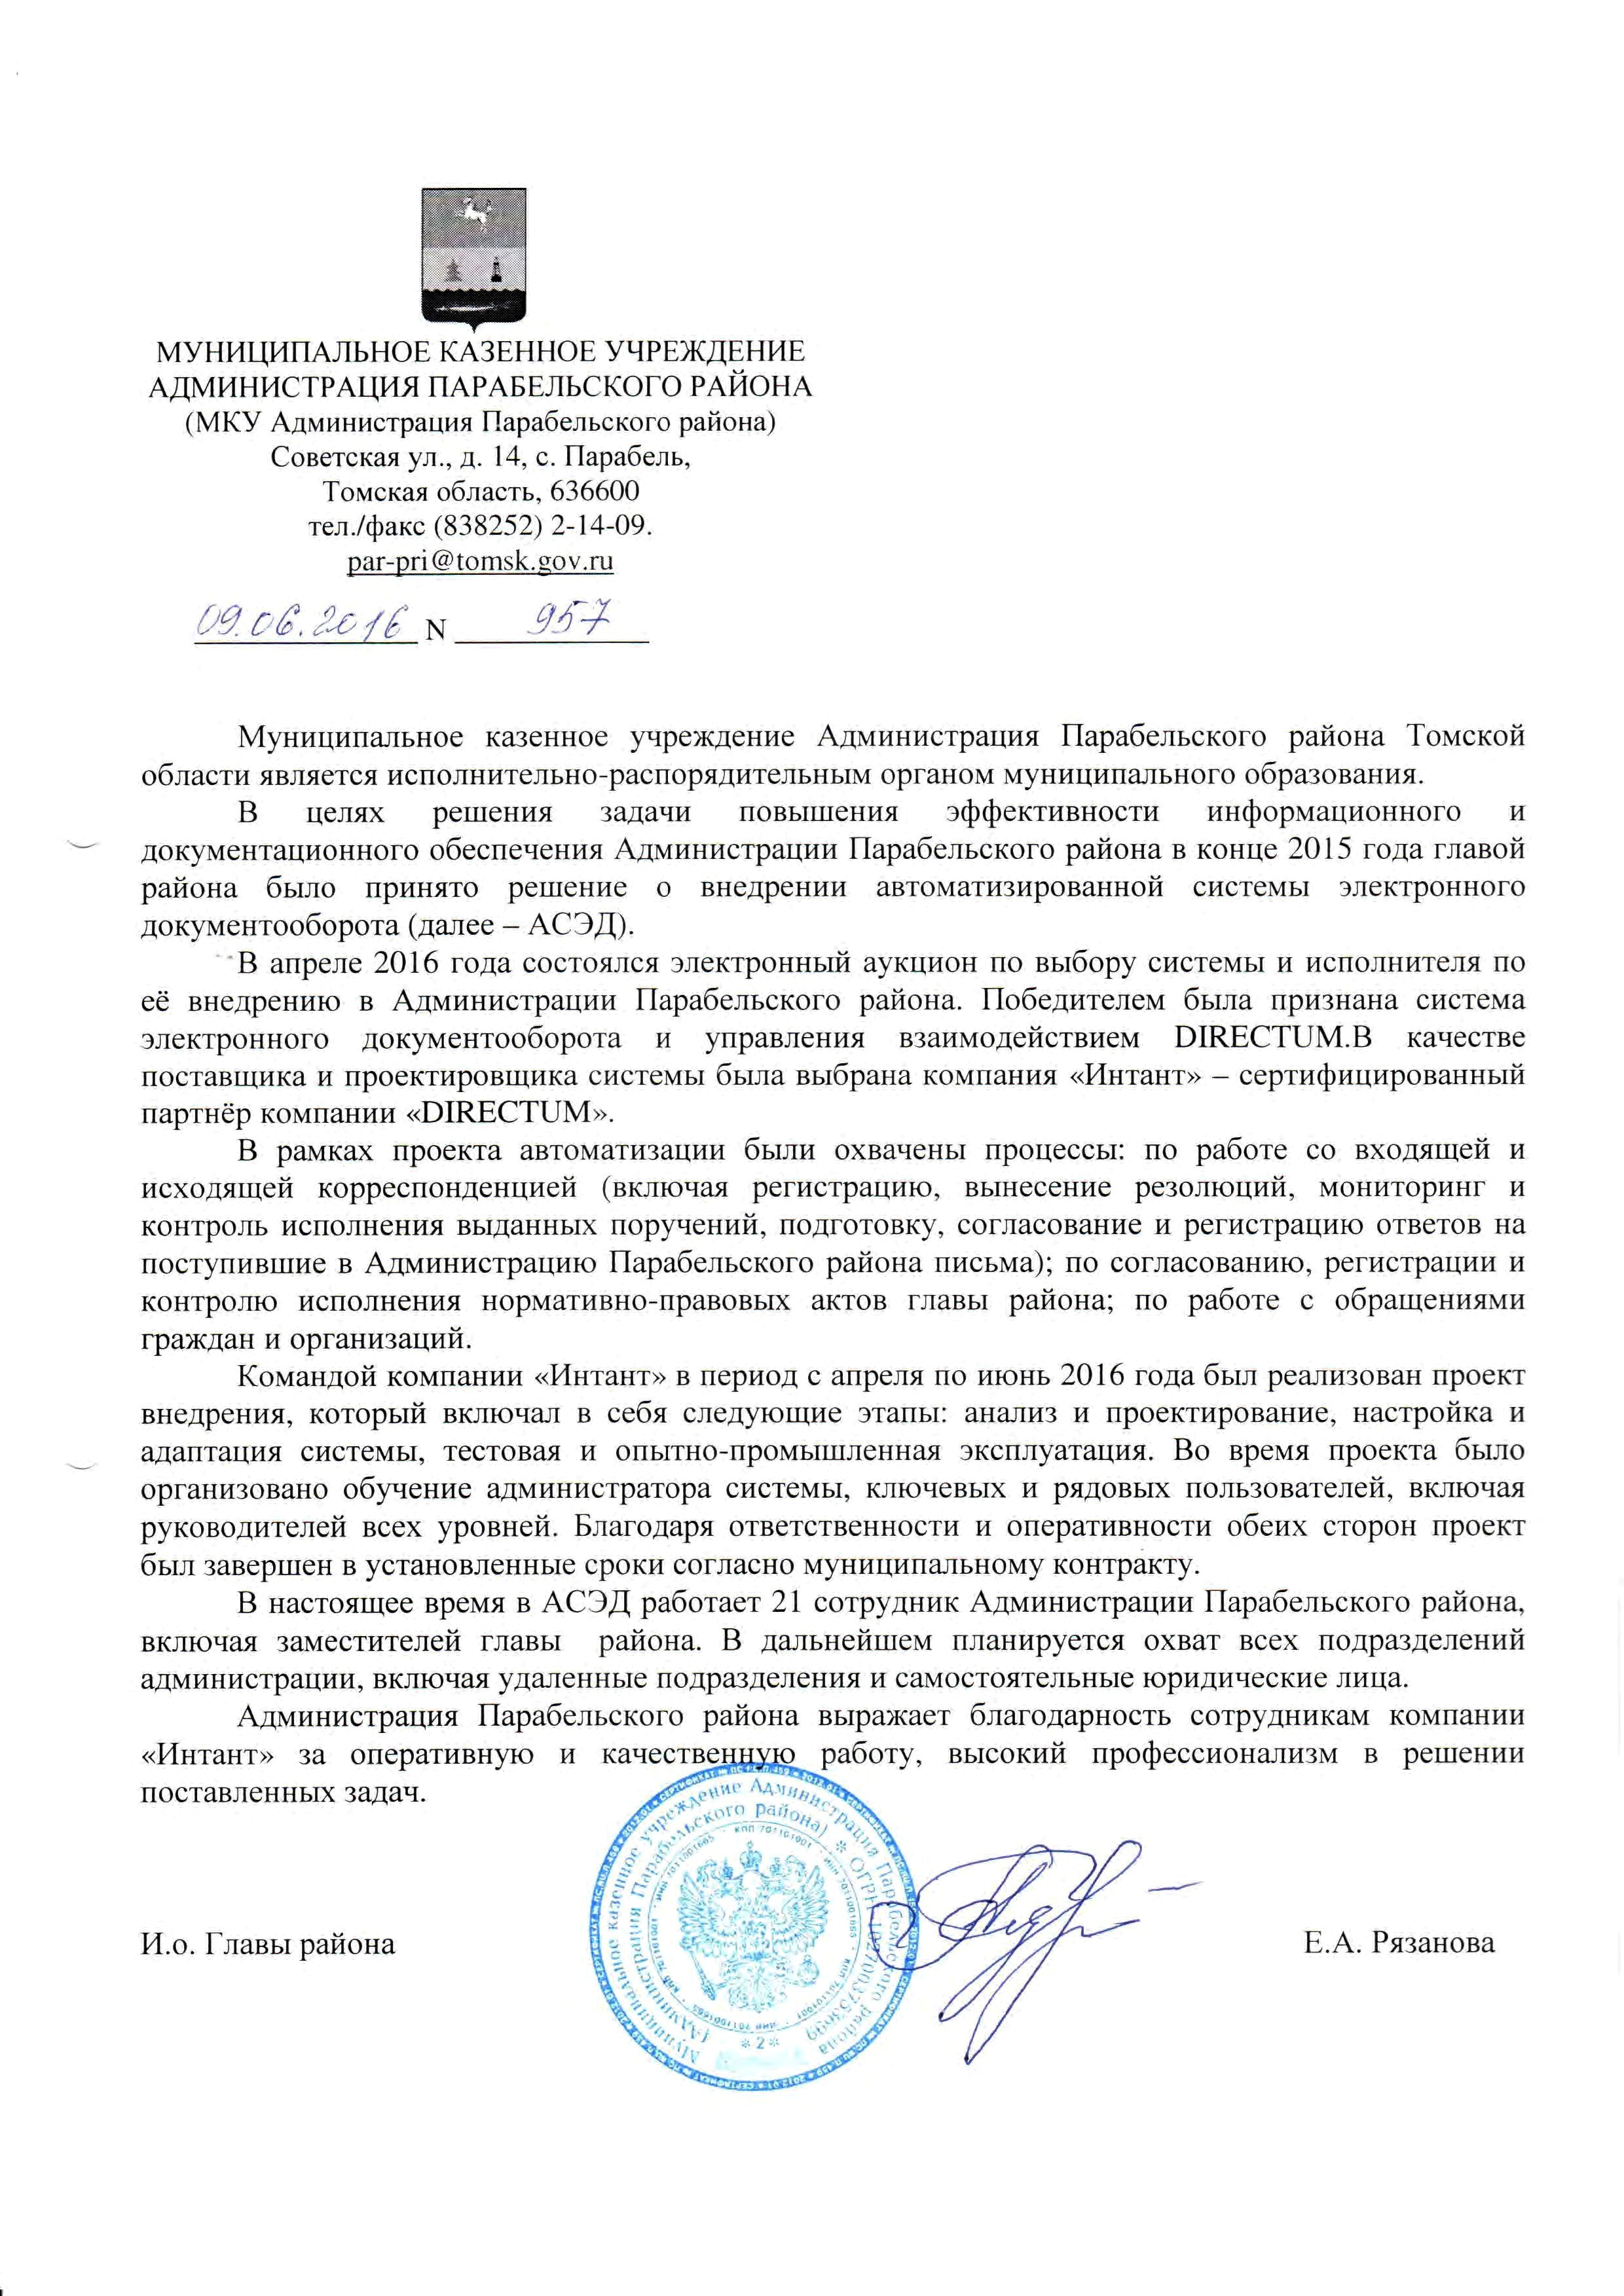 МУНИЦИПАЛЬНОЕ КАЗЕННОЕ УЧРЕЖДЕНИЕ
АДМИНИСТРАЦИЯ ПАРАБЕЛЬСКОГО РАЙОНА
(МКУ Администрация Парабельского района)
Советская ул., д. 14, с. Парабель,
Томская область, 636600
тел./факс (838252) 2-14-09.
par-pri@tomsk.gov.ru
09.06.2016 N 957
Муниципальное казенное учреждение Администрация Парабельского района Томской
области является исполнительно-распорядительным органом муниципального образования.
В целях решения задачи повышения эффективности информационного и
документационного обеспечения Администрации Парабельского района в конце 2015 года главой
района было принято решение о внедрении автоматизированной системы электронного
документооборота (далее – АСЭД).
В апреле 2016 года состоялся электронный аукцион по выбору системы и исполнителя по
её внедрению в Администрации Парабельского района. Победителем была признана система
электронного документооборота и управления взаимодействием DIRECTUM.В качестве
поставщика и проектировщика системы была выбрана компания «Интант» – сертифицированный
партнёр компании «DIRECTUM».
В рамках проекта автоматизации были охвачены процессы: по работе со входящей и
исходящей корреспонденцией (включая регистрацию, вынесение резолюций, мониторинг и
контроль исполнения выданных поручений, подготовку, согласование и регистрацию ответов на
поступившие в Администрацию Парабельского района письма); по согласованию, регистрации и
контролю исполнения нормативно-правовых актов главы района; по работе с обращениями
граждан и организаций.
Командой компании «Интант» в период с апреля по июнь 2016 года был реализован проект
внедрения, который включал в себя следующие этапы: анализ и проектирование, настройка и
адаптация системы, тестовая и опытно-промышленная эксплуатация. Во время проекта было
организовано обучение администратора системы, ключевых и рядовых пользователей, включая
руководителей всех уровней. Благодаря ответственности и оперативности обеих сторон проект
был завершен в установленные сроки согласно муниципальному контракту.
В настоящее время в АСЭД работает 21 сотрудник Администрации Парабельского района,
включая заместителей главы района. В дальнейшем планируется охват всех подразделений
администрации, включая удаленные подразделения и самостоятельные юридические лица.
Администрация Парабельского района выражает благодарность сотрудникам компании
«Интант» за оперативную и качественную работу, высокий профессионализм в решении
поставленных задач.
Муниципальное казенное учреждение Администрация Парабельского района
(Администрация Парабельского района) * ОГРН 1027003753699
ИНН 7011001665 · КПП 701101001
* 2 *
И.о. Главы района Е.А. Рязанова